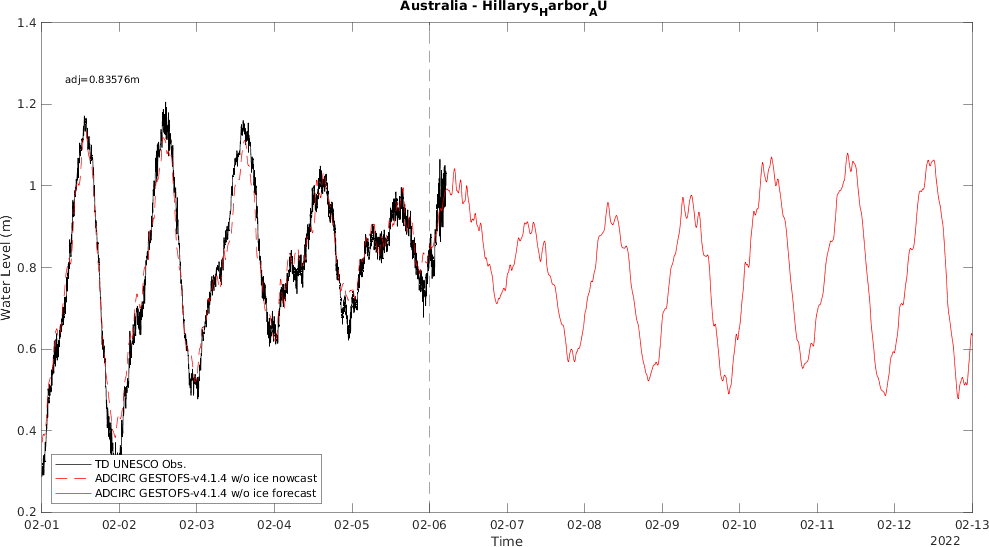 Australia - HillarysHarborAU
1.4
1.2
1
0.8
0.6
0.4
0.2
Water Level (m)
adj=0.83576m
TD UNESCO Obs.
ADCIRC GESTOFS-v4.1.4 w/o ice nowcast
ADCIRC GESTOFS-v4.1.4 w/o ice forecast
02-01 02-02 02-03 02-04 02-05 02-06 02-07 02-08 02-09 02-10 02-11 02-12 02-13
Time
2022